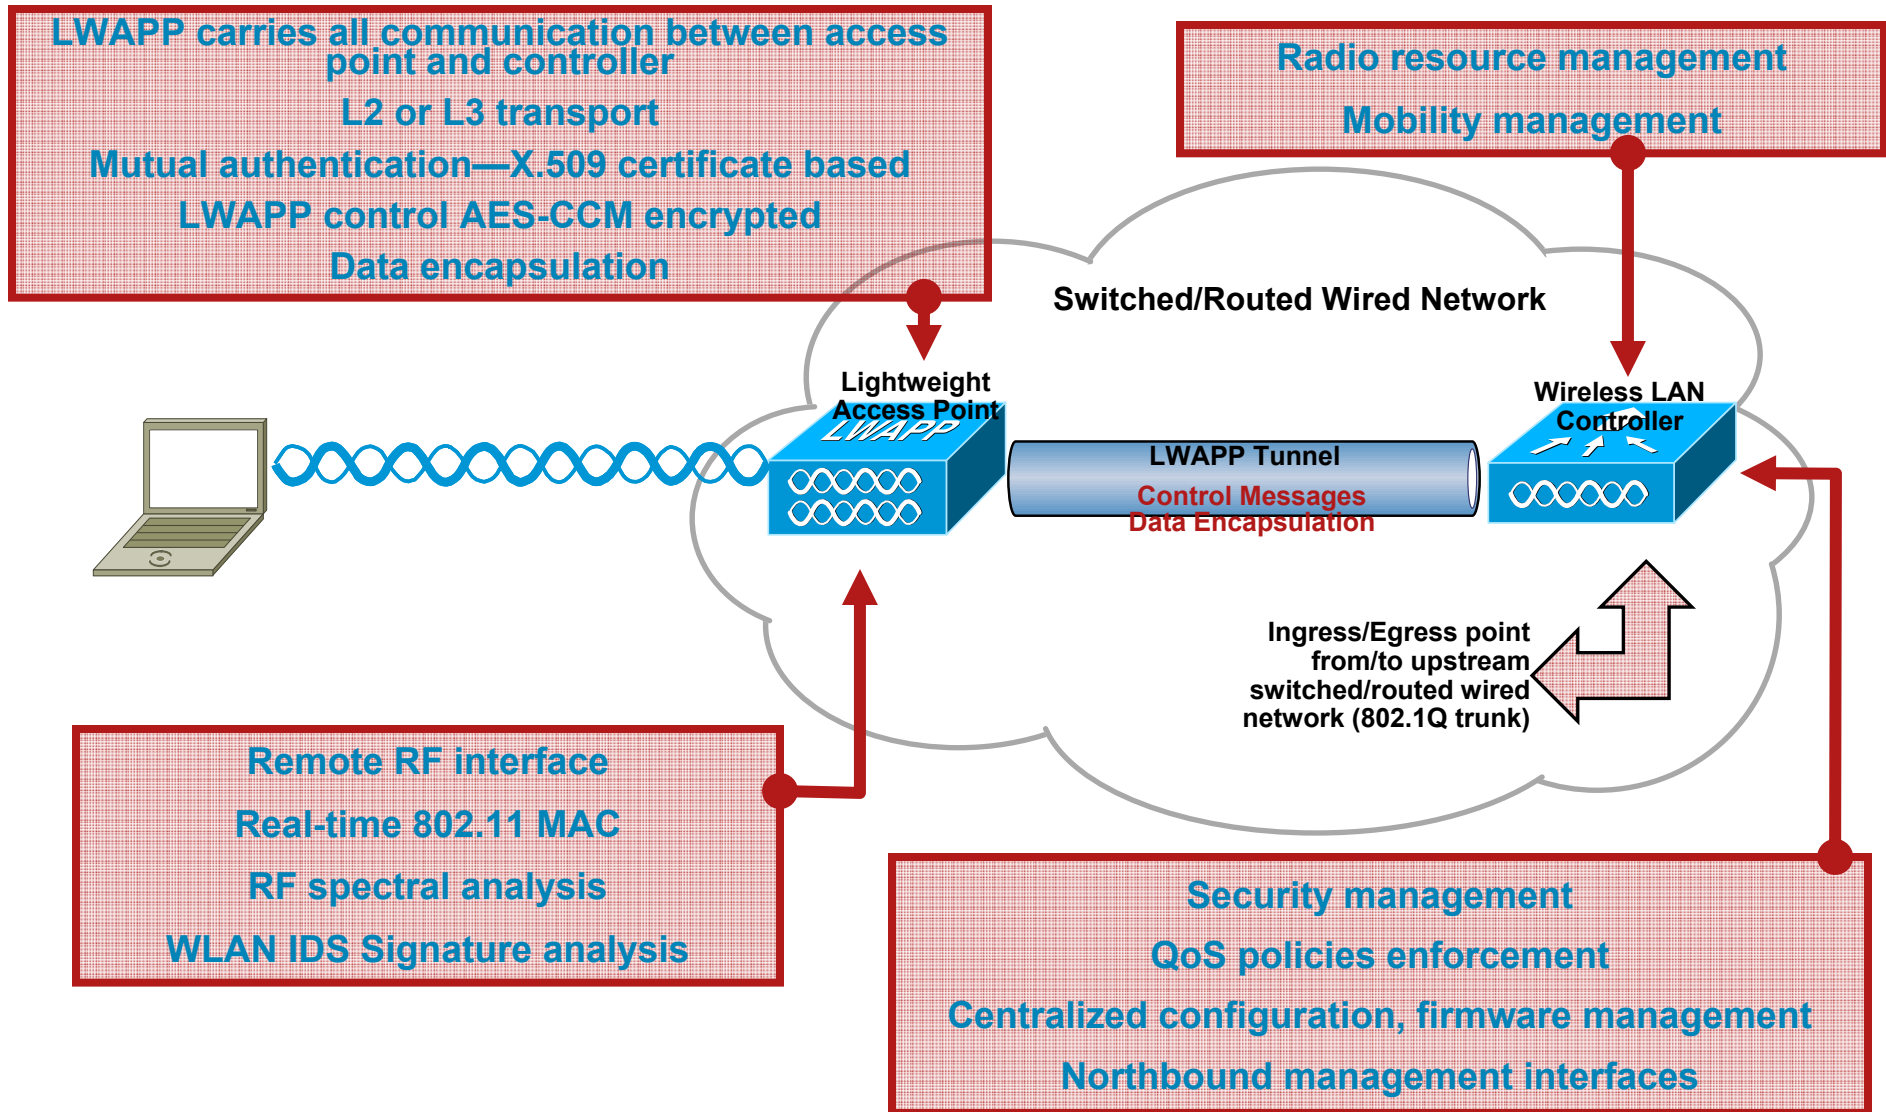 LWAPP carries all communication between access
point and controller
L2 or L3 transport
Mutual authentication—X.509 certificate based
LWAPP control AES-CCM encrypted
Data encapsulation
Radio resource management
Mobility management
Switched/Routed Wired Network
Lightweight
Access Point
LWAPP
Wireless LAN
Controller
LWAPP Tunnel
Control Messages
Data Encapsulation
Ingress/Egress point
from/to upstream
switched/routed wired
network (802.1Q trunk)
Remote RF interface
Real-time 802.11 MAC
RF spectral analysis
WLAN IDS Signature analysis
Security management
QoS policies enforcement
Centralized configuration, firmware management
Northbound management interfaces